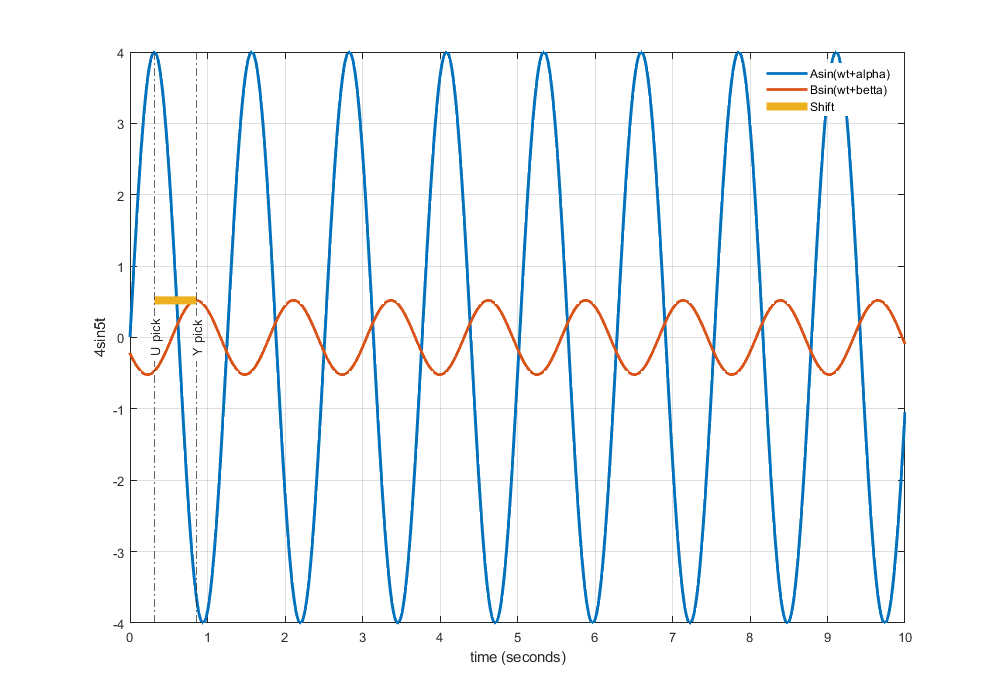 4
3
2
1
0
-1
-2
-3
-4
4sin5t
U pick
Y pick
Asin(wt+alpha)
Bsin(wt+betta)
Shift
0 1 2 3 4 5 6 7 8 9 10
time (seconds)